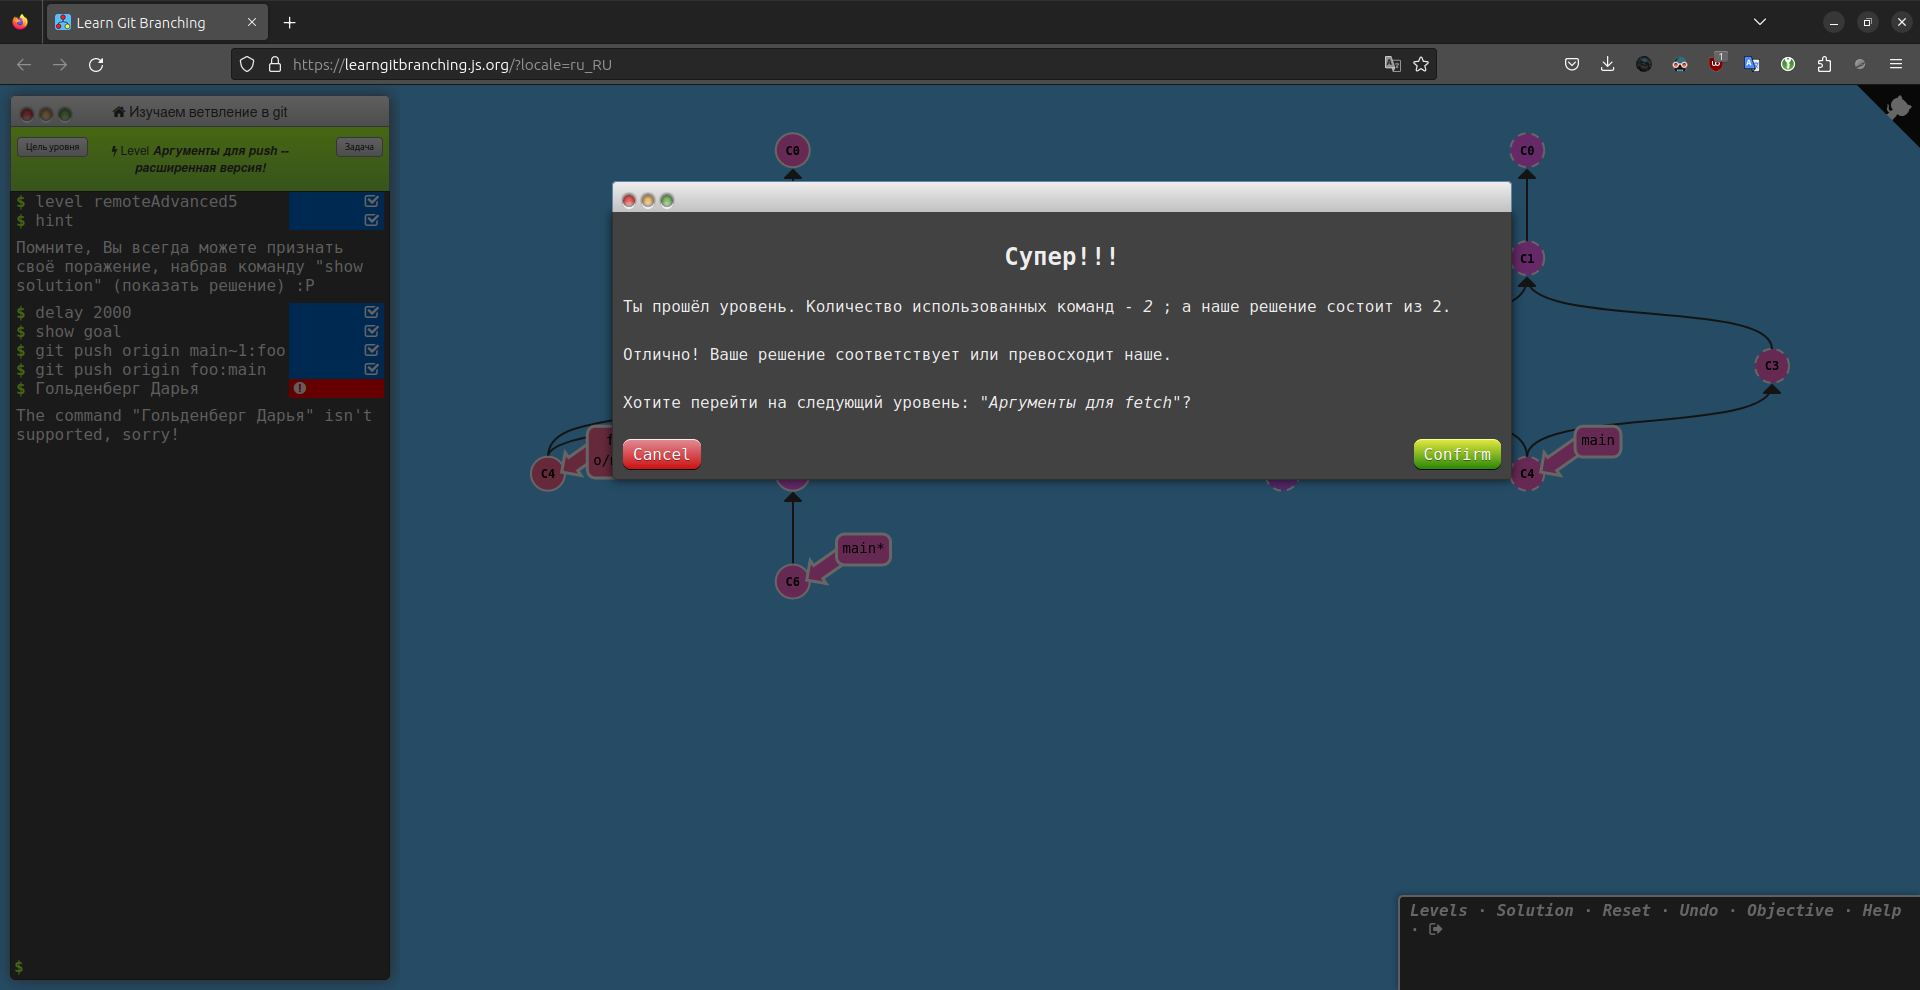 Learn Git Branching
https://learngitbranching.js.org/?locale=ru_RU
1
Изучаем ветвление в git
Цель уровня
Level Аргументы для push --
расширенная версия!
Задача
$ level remoteAdvanced5
$ hint
Помните, Вы всегда можете признать
своё поражение, набрав команду "show
solution" (показать решение) :P
$ delay 2000
$ show goal
$ git push origin main~1:foo
$ git push origin foo:main
$ Гольденберг Дарья
The command "Гольденберг Дарья" isn't
supported, sorry!
$
C0
C0
C1
C3
Супер!!!
Ты прошёл уровень. Количество использованных команд - 2 ; а наше решение состоит из 2.
Отлично! Ваше решение соответствует или превосходит наше.
Хотите перейти на следующий уровень: "Аргументы для fetch"?
Cancel
Confirm
C4
C4
main
main*
C6
Levels · Solution · Reset · Undo · Objective · Help
·